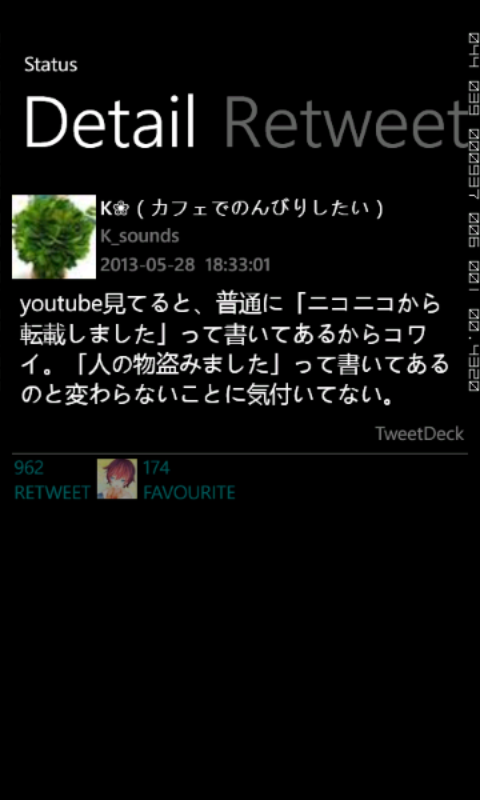 Status
Detail Retweet
K❀ ( カフェでのんびりしたい )
K_sounds
2013-05-28 18:33:01
youtube見てると、普通に「ニコニコから
転載しました」って書いてあるからコワ
イ。「人の物盗みました」って書いてある
のと変わらないことに気付いてない。
TweetDeck
962
RETWEET
174
FAVOURITE
044 039 000937 006 001 00.4320